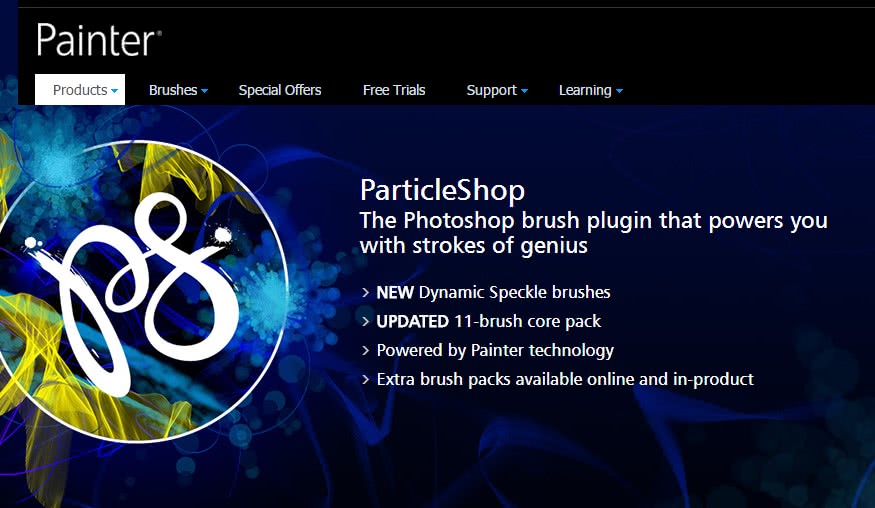 Painter®
Products
Brushes
Special Offers
Free Trials
Support
Learning
ps
ParticleShop
The Photoshop brush plugin that powers you
with strokes of genius
> NEW Dynamic Speckle brushes
> UPDATED 11-brush core pack
> Powered by Painter technology
> Extra brush packs available online and in-product